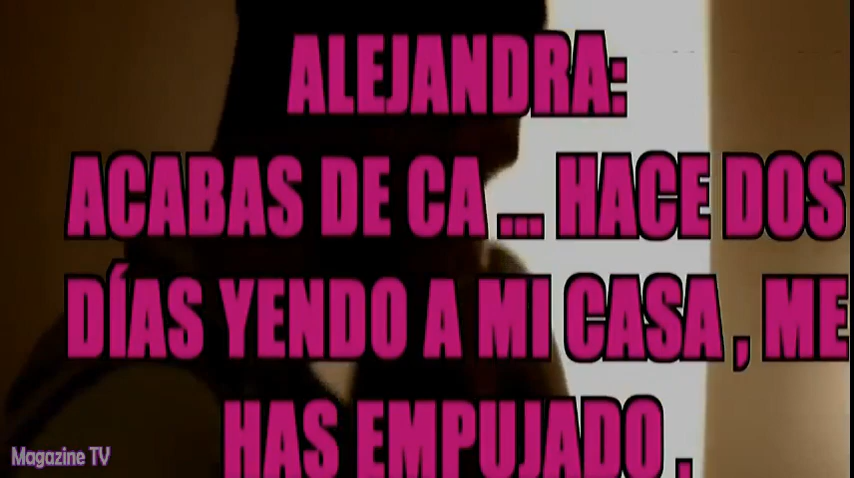 ALEJANDRA:
ACABAS DE CA ... HACE DOS
DÍAS YENDO A MI CASA , ME
HAS EMPUJADO .
Magazine TV